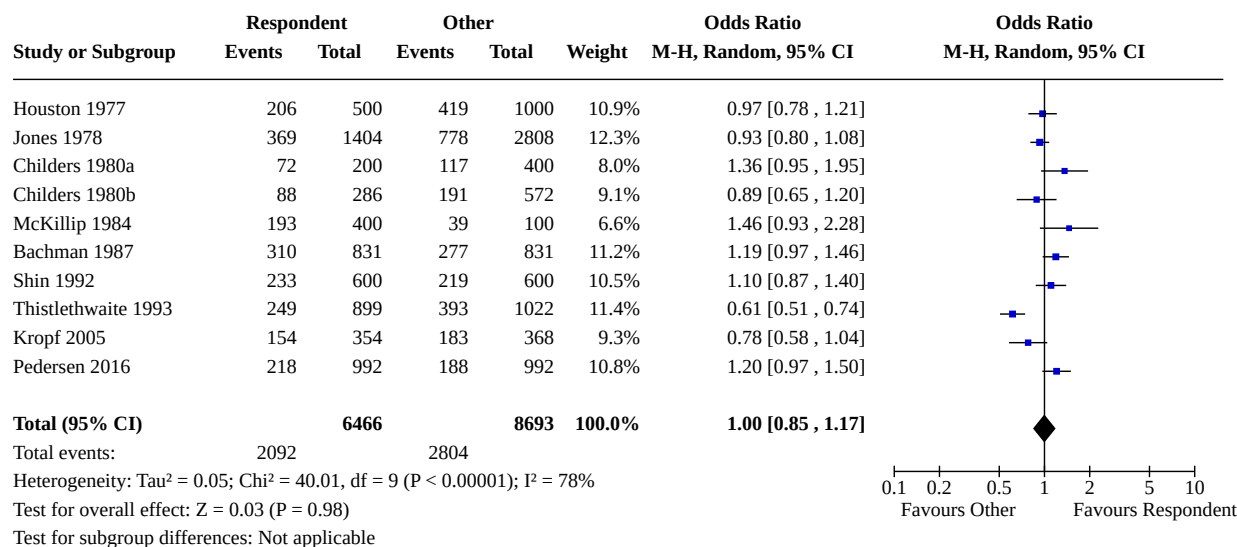 Respondent Other Odds Ratio Odds Ratio
Study or Subgroup Events Total Events Total Weight M-H, Random, 95% CI M-H, Random, 95% CI
Houston 1977 206 500 419 1000 10.9% 0.97 [0.78 , 1.21]
Jones 1978 369 1404 778 2808 12.3% 0.93 [0.80 , 1.08]
Childers 1980a 72 200 117 400 8.0% 1.36 [0.95 , 1.95]
Childers 1980b 88 286 191 572 9.1% 0.89 [0.65 , 1.20]
McKillip 1984 193 400 39 100 6.6% 1.46 [0.93 , 2.28]
Bachman 1987 310 831 277 831 11.2% 1.19 [0.97 , 1.46]
Shin 1992 233 600 219 600 10.5% 1.10 [0.87 , 1.40]
Thistlethwaite 1993 249 899 393 1022 11.4% 0.61 [0.51 , 0.74]
Kropf 2005 154 354 183 368 9.3% 0.78 [0.58 , 1.04]
Pedersen 2016 218 992 188 992 10.8% 1.20 [0.97 , 1.50]
Total (95% CI) 6466 8693 100.0% 1.00 [0.85 , 1.17]
Total events: 2092 2804
Heterogeneity: Tau² = 0.05; Chi² = 40.01, df = 9 (P < 0.00001); I² = 78%
0.1 0.2 0.5 1 2 5 10
Test for overall effect: Z = 0.03 (P = 0.98)
Favours Other Favours Respondent
Test for subgroup differences: Not applicable